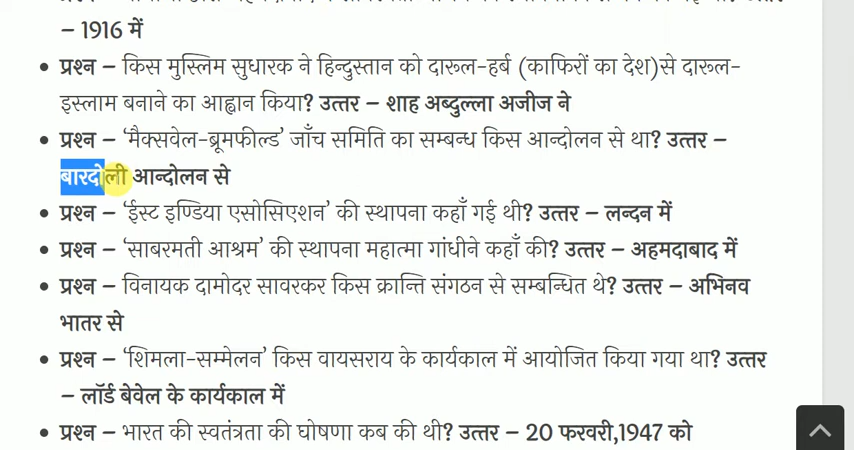 – 1916 में
प्रश्न – किस मुस्लिम सुधारक ने हिन्दुस्तान को दारूल-हर्ब (काफिरों का देश)से दारूल-
इस्लाम बनाने का आह्वान किया? उत्तर – शाह अब्दुल्ला अजीज ने
प्रश्न – ‘मैक्सवेल-ब्रूमफील्ड’ जाँच समिति का सम्बन्ध किस आन्दोलन से था? उत्तर –
बारदोली आन्दोलन से
प्रश्न – ‘ईस्ट इण्डिया एसोसिएशन’ की स्थापना कहाँ गई थी? उत्तर – लन्दन में
प्रश्न – ‘साबरमती आश्रम’ की स्थापना महात्मा गांधीने कहाँ की? उत्तर – अहमदाबाद में
प्रश्न – विनायक दामोदर सावरकर किस क्रान्ति संगठन से सम्बन्धित थे? उत्तर – अभिनव
भातर से
प्रश्न – ‘शिमला-सम्मेलन’ किस वायसराय के कार्यकाल में आयोजित किया गया था? उत्तर
– लॉर्ड बेवेल के कार्यकाल में
प्रश्न – भारत की स्वतंत्रता की घोषणा कब की थी? उत्तर – 20 फरवरी,1947 को